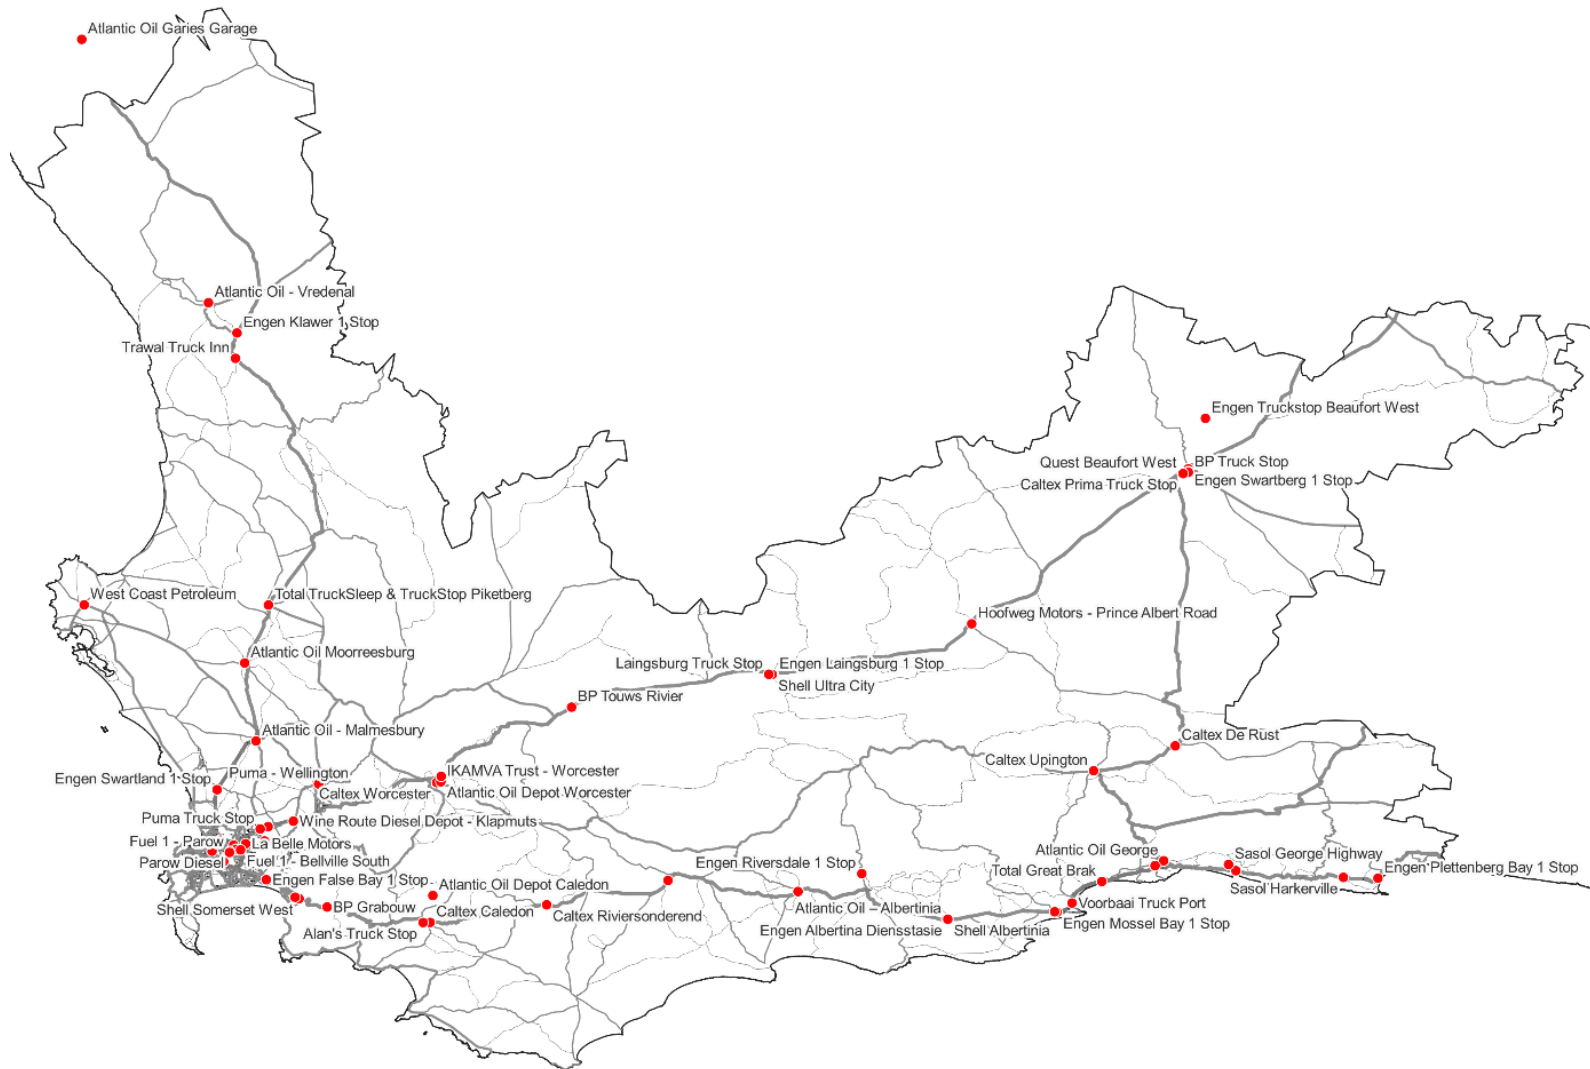 Atlantic Oil Garies Garage
Atlantic Oil - Vredenal
Engen Klawer 1 Stop
Trawal Truck Inn
Engen Truckstop Beaufort West
Quest Beaufort West
BP Truck Stop
Caltex Prima Truck Stop
Engen Swartberg 1 Stop
West Coast Petroleum
Total TruckSleep & TruckStop Piketberg
Hoofweg Motors - Prince Albert Road
Atlantic Oil Moorreesburg
Laingsburg Truck Stop
Engen Laingsburg 1 Stop
Shell Ultra City
BP Touws Rivier
Atlantic Oil - Malmesbury
Caltex De Rust
Caltex Upington
Engen Swartland 1 Stop
Puma - Wellington
IKAMVA Trust - Worcester
Caltex Worcester
Atlantic Oil Depot Worcester
Puma Truck Stop
Wine Route Diesel Depot - Klapmuts
Fuel 1 - Parow
La Belle Motors
Parow Diesel
Fuel 1 - Bellville South
Engen False Bay 1 Stop
Engen Riversdale 1 Stop
Atlantic Oil George
Sasol George Highway
Total Great Brak
Engen Plettenberg Bay 1 Stop
Sasol Harkerville
Atlantic Oil Depot Caledon
Shell Somerset West
BP Grabouw
Caltex Caledon
Caltex Riviersonderend
Atlantic Oil – Albertinia
Voorbaai Truck Port
Alan's Truck Stop
Engen Albertina Diensstasie
Shell Albertinia
Engen Mossel Bay 1 Stop